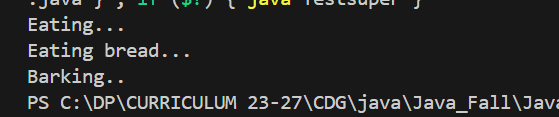 .java } ; if ($?) { java Testsuper }
Eating...
Eating bread...
Barking..
PS C:\DP\CURRICULUM 23-27\CDG\java\Java_Fall\Java